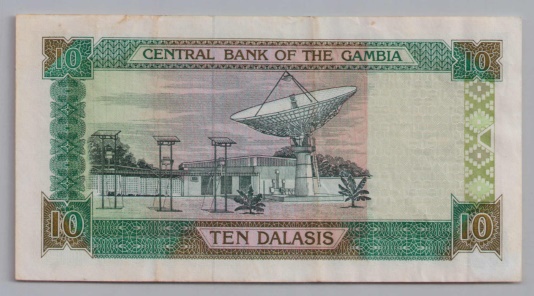 10 CENTRAL BANK OF THE GAMBIA 10
10 TEN DALASIS 10